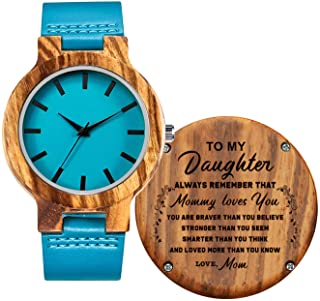 TO MY
Daughter
ALWAYS REMEMBER THAT
Mommy loves You
YOU ARE BRAVER THAN YOU BELIEVE
STRONGER THAN YOU SEEM
SMARTER THAN YOU THINK
AND LOVED MORE THAN YOU KNOW
LOVE, Mom